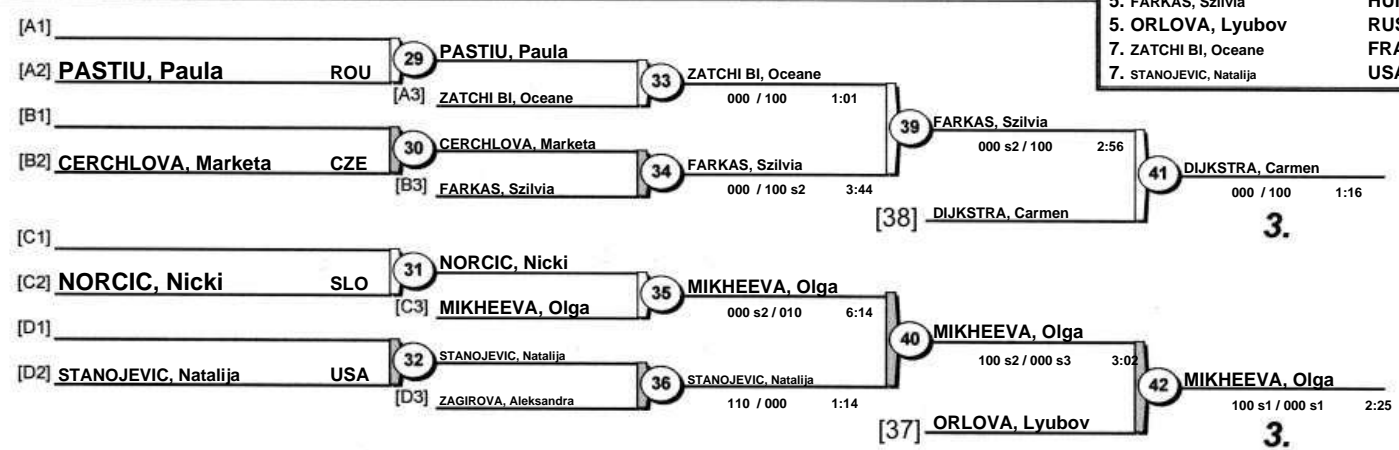 5. FARKAS, Szilvia HUN
5. ORLOVA, Lyubov RUS
7. ZATCHI BI, Oceane FRA
7. STANOJEVIC, Natalija USA
[A1]
[A2] PASTIU, Paula ROU
29 PASTIU, Paula
[A3] ZATCHI BI, Oceane
33 ZATCHI BI, Oceane
000 / 100 1:01
[B1]
[B2] CERCHLOVA, Marketa CZE
30 CERCHLOVA, Marketa
[B3] FARKAS, Szilvia
34 FARKAS, Szilvia
000 / 100 s2 3:44
39 FARKAS, Szilvia
000 s2 / 100 2:56
[38] DIJKSTRA, Carmen
41 DIJKSTRA, Carmen
000 / 100 1:16
3.
[C1]
[C2] NORCIC, Nicki SLO
31 NORCIC, Nicki
[C3] MIKHEEVA, Olga
35 MIKHEEVA, Olga
000 s2 / 010 6:14
[D1]
[D2] STANOJEVIC, Natalija USA
32 STANOJEVIC, Natalija
[D3] ZAGIROVA, Aleksandra
36 STANOJEVIC, Natalija
110 / 000 1:14
40 MIKHEEVA, Olga
100 s2 / 000 s3 3:02
[37] ORLOVA, Lyubov
42 MIKHEEVA, Olga
100 s1 / 000 s1 2:25
3.